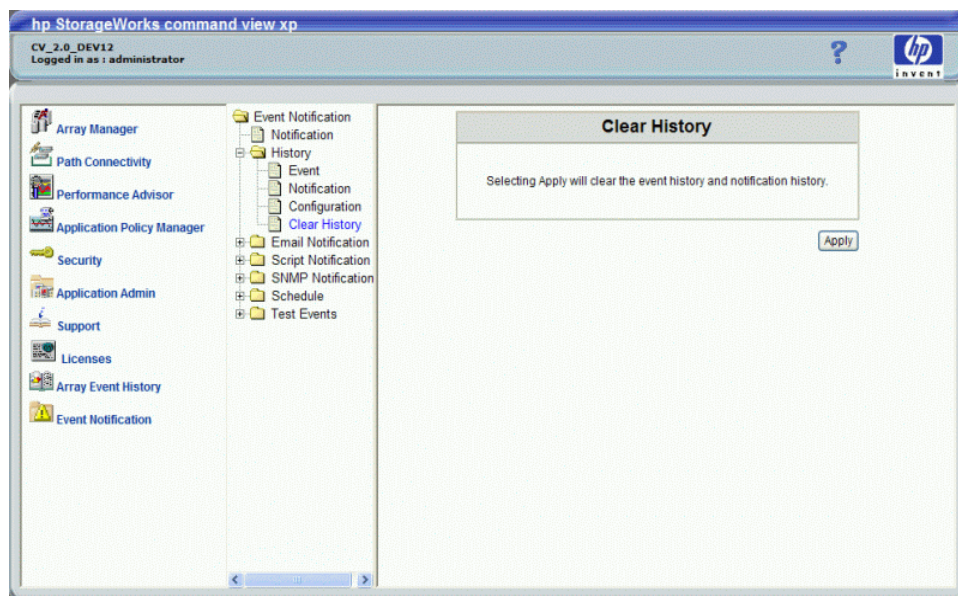 hp StorageWorks command view xp
CV_2.0_DEV12
Logged in as : administrator
?
hp
invent
Array Manager
Path Connectivity
Performance Advisor
Application Policy Manager
Security
Application Admin
Support
Licenses
Array Event History
Event Notification
Event Notification
Notification
History
Event
Notification
Configuration
Clear History
Email Notification
Script Notification
SNMP Notification
Schedule
Test Events
Clear History
Selecting Apply will clear the event history and notification history.
Apply